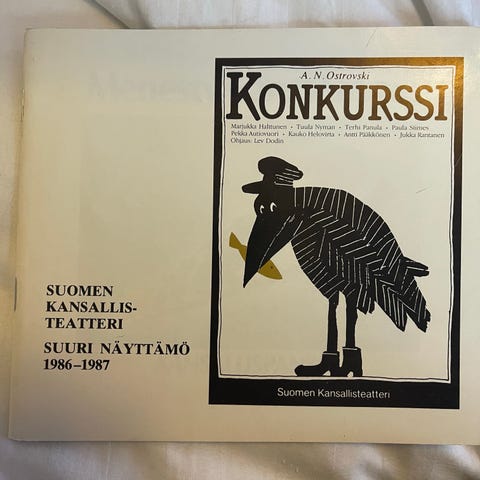 A. N. Ostrovski
KONKURSSI
Marjukka Halttunen • Tuula Nyman • Terhi Panula • Paula Siimes
Pekka Autiovuori • Kauko Helovirta • Antti Pääkkönen • Jukka Rantanen
Ohjaus: Lev Dodin
SUOMEN
KANSALLIS-
TEATTERI
SUURI NÄYTTÄMÖ
1986–1987
Suomen Kansallisteatteri